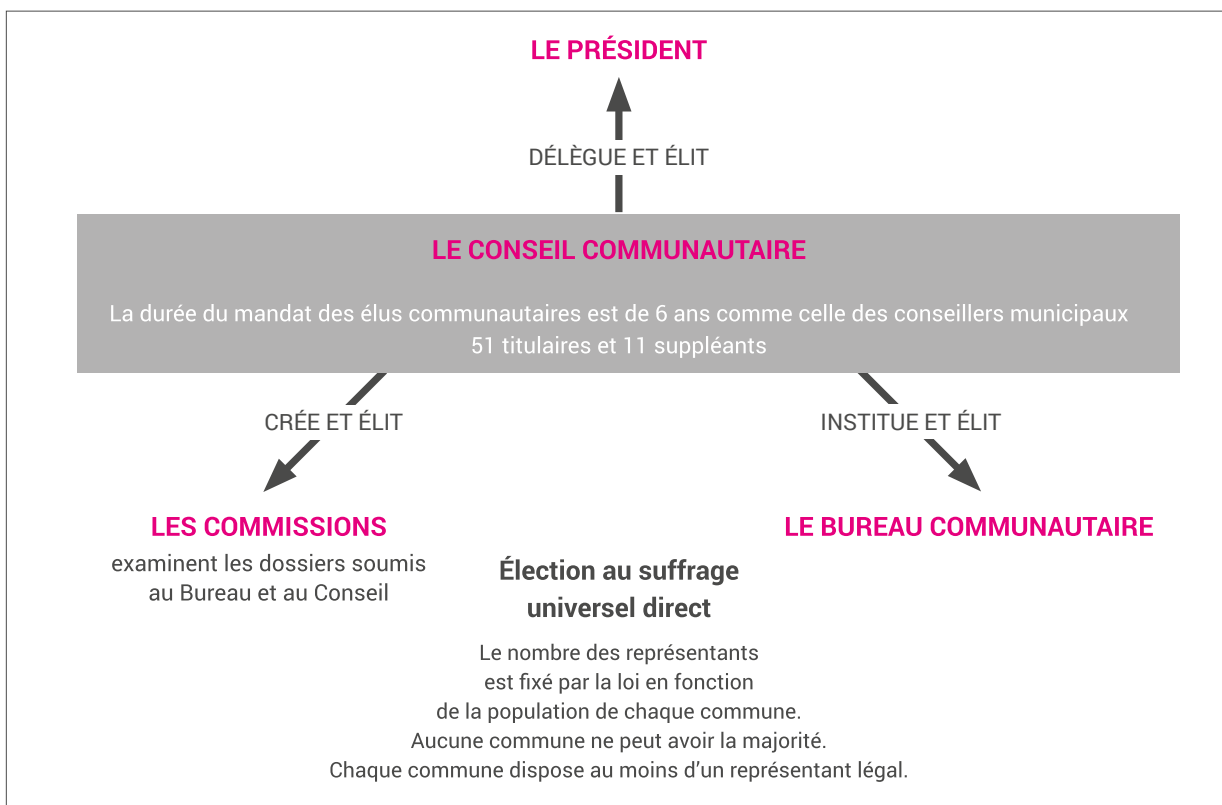 LE PRÉSIDENT
DÉLÈGUE ET ÉLIT
LE CONSEIL COMMUNAUTAIRE
La durée du mandat des élus communautaires est de 6 ans comme celle des conseillers municipaux
51 titulaires et 11 suppléants
CRÉE ET ÉLIT
INSTITUE ET ÉLIT
LES COMMISSIONS
examinent les dossiers soumis
au Bureau et au Conseil
LE BUREAU COMMUNAUTAIRE
Élection au suffrage
universel direct
Le nombre des représentants
est fixé par la loi en fonction
de la population de chaque commune.
Aucune commune ne peut avoir la majorité.
Chaque commune dispose au moins d’un représentant légal.